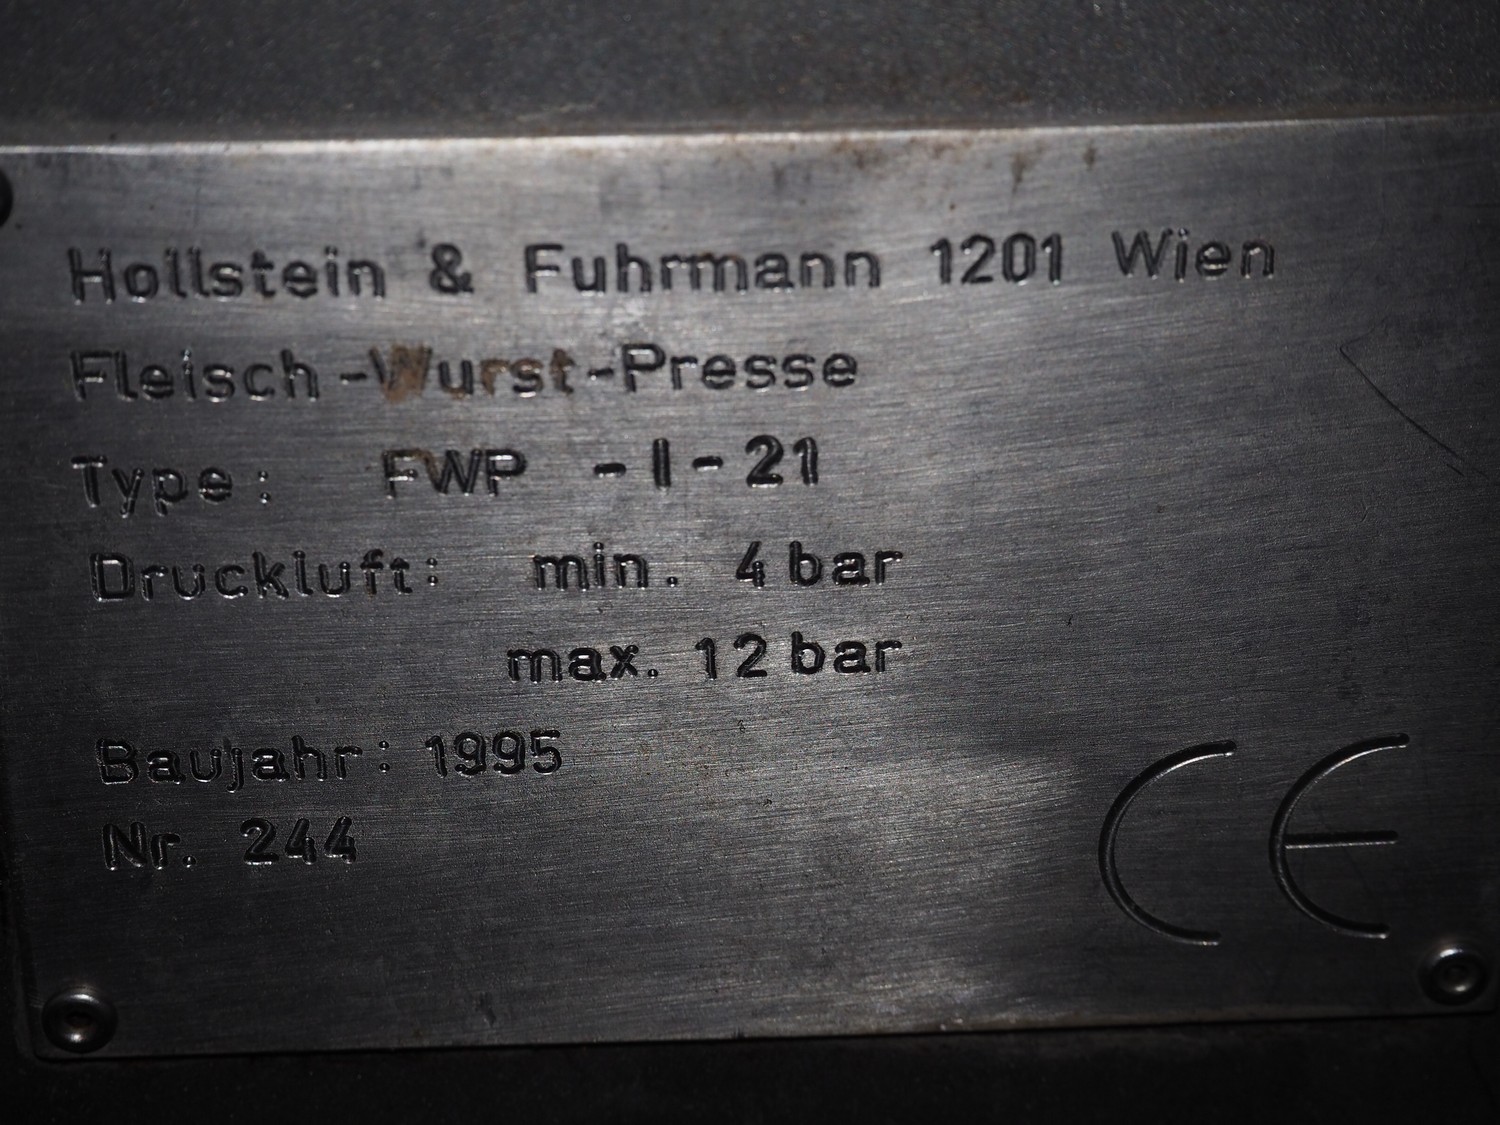 Hollstein & Fuhrmann 1201 Wien
Fleisch-Wurst-Presse
Type: FWP -I-21
Druckluft: min. 4 bar
max. 12 bar
Baujahr: 1995
Nr. 244
CE